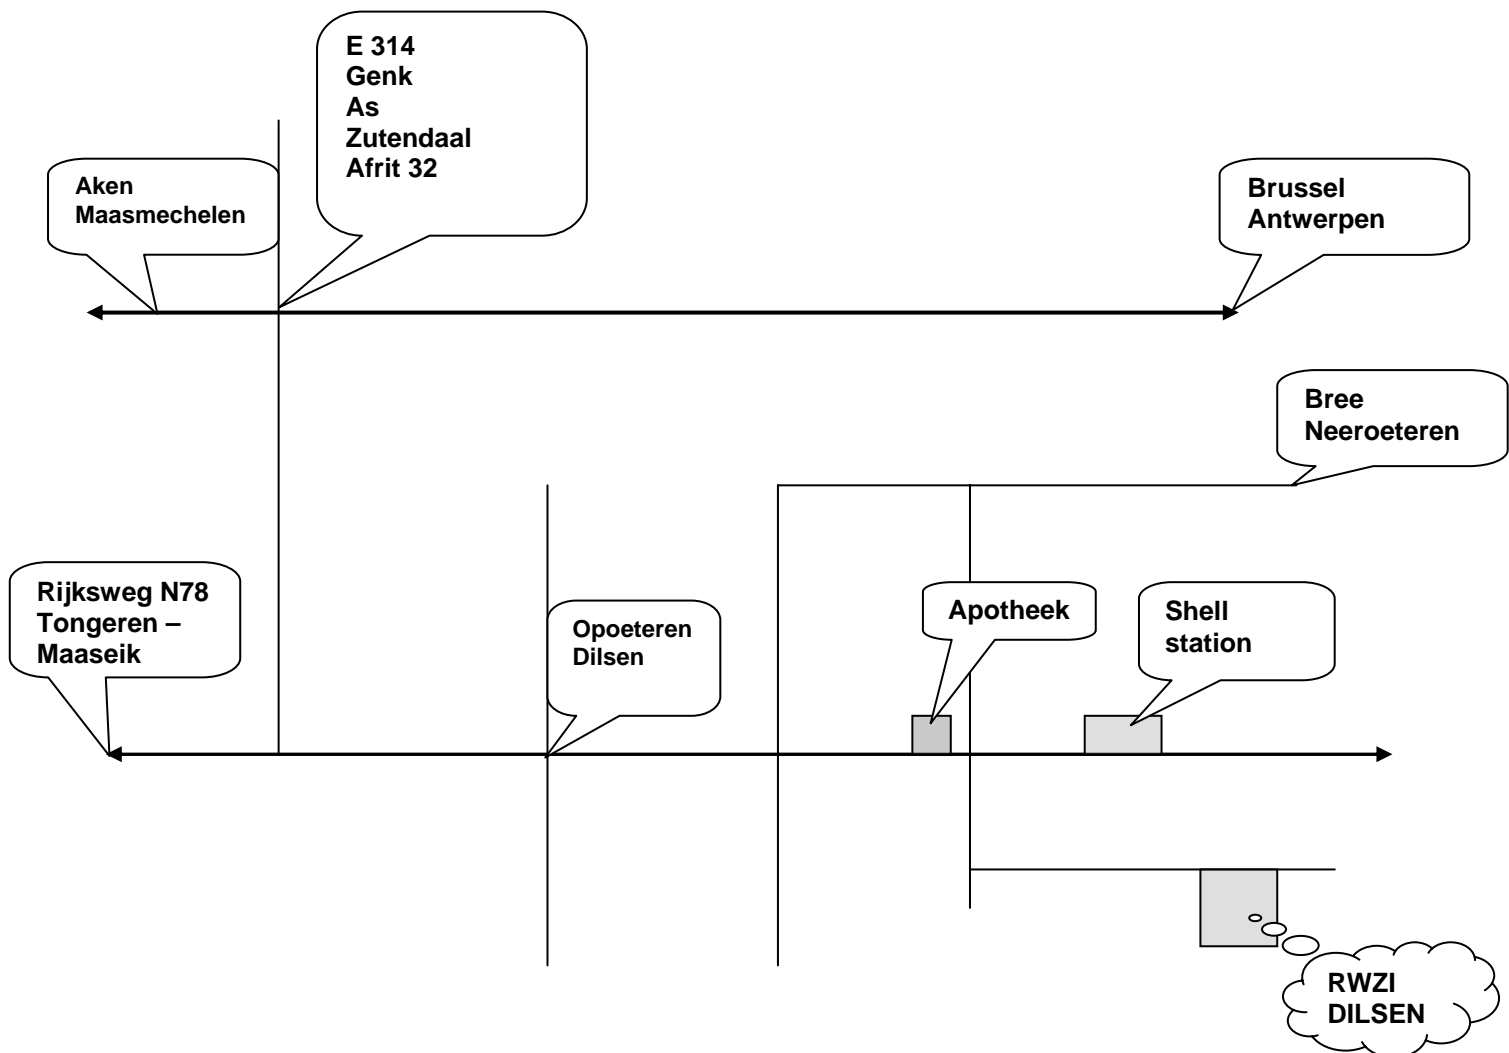 E 314
Genk
As
Zutendaal
Afrit 32
Aken
Maasmechelen
Brussel
Antwerpen
Bree
Neeroeteren
Rijksweg N78
Tongeren –
Maaseik
Opoeteren
Dilsen
Apotheek
Shell
station
RWZI
DILSEN